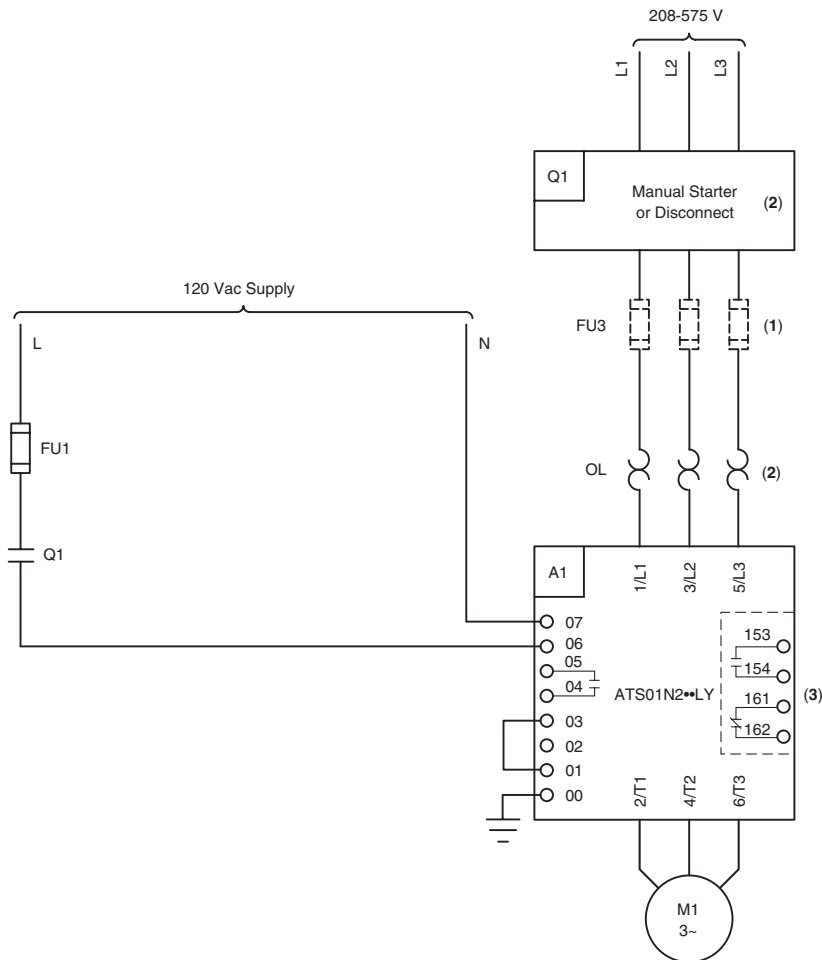 208-575 V
L1
L2
L3
Q1
Manual Starter
or Disconnect
(2)
120 Vac Supply
L
N
FU3
(1)
FU1
OL
(2)
Q1
A1
1/L1
3/L2
5/L3
07
06
05
04
03
02
01
00
ATS01N2••LY
153
154
161
162
(3)
2/T1
4/T2
6/T3
M1
3~